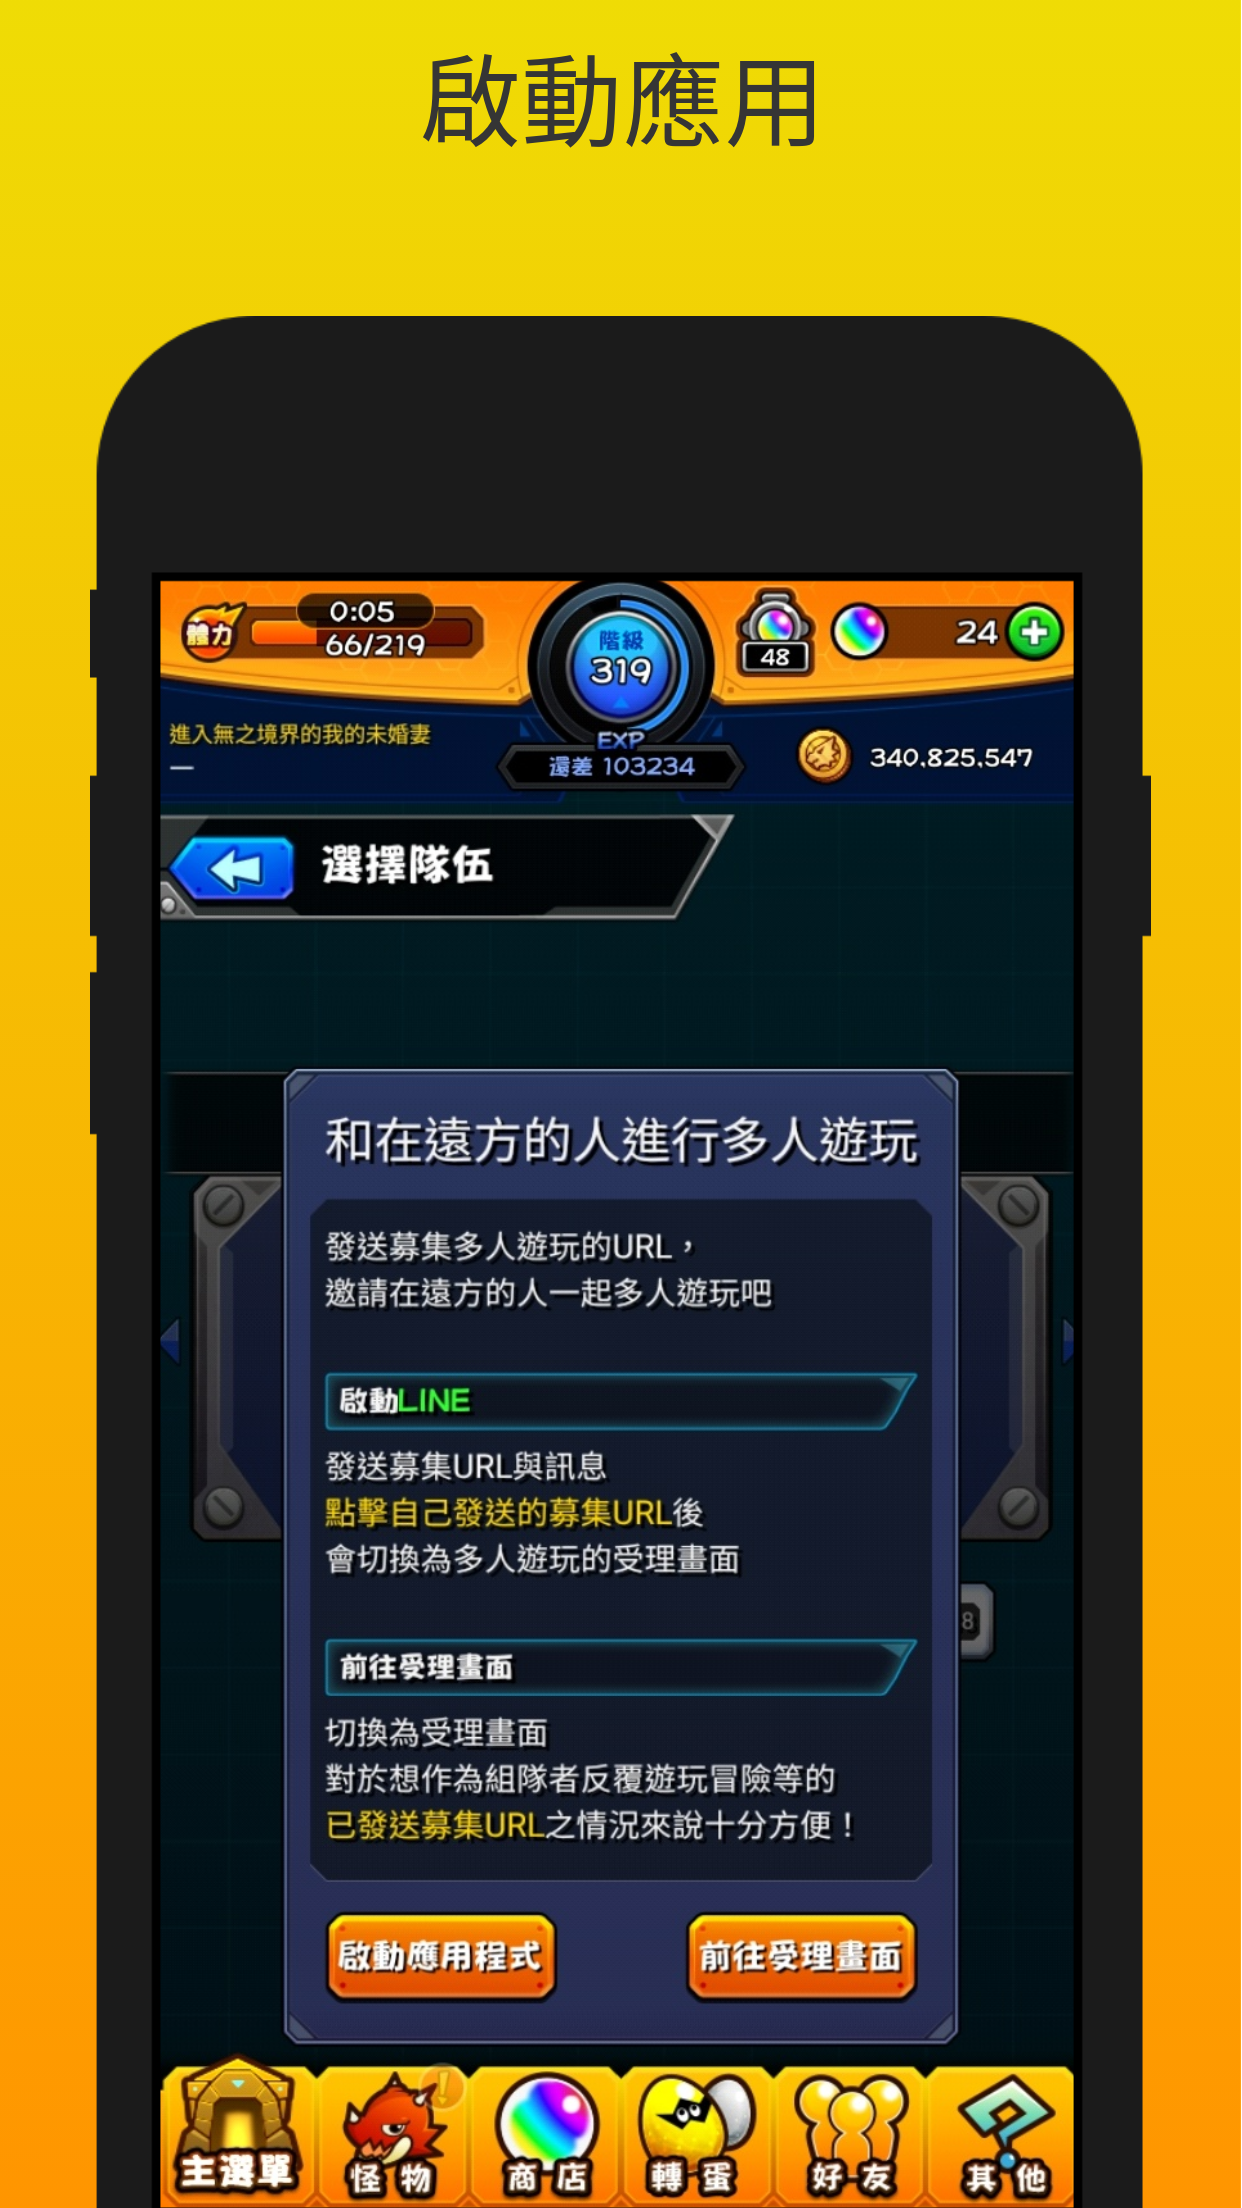 啟動應用
0:05
體力
66/219
階級
319
48
24
進入無之境界的我的未婚妻
EXP
還差 103234
340,825,547
選擇隊伍
和在遠方的人進行多人遊玩
發送募集多人遊玩的URL，
邀請在遠方的人一起多人遊玩吧
啟動LINE
發送募集URL與訊息
點擊自己發送的募集URL後
會切換為多人遊玩的受理畫面
8
前往受理畫面
切換為受理畫面
對於想作為組隊者反覆遊玩冒險等的
已發送募集URL之情況來說十分方便！
啟動應用程式
前往受理畫面
主選單
怪物
商店
轉蛋
好友
其他